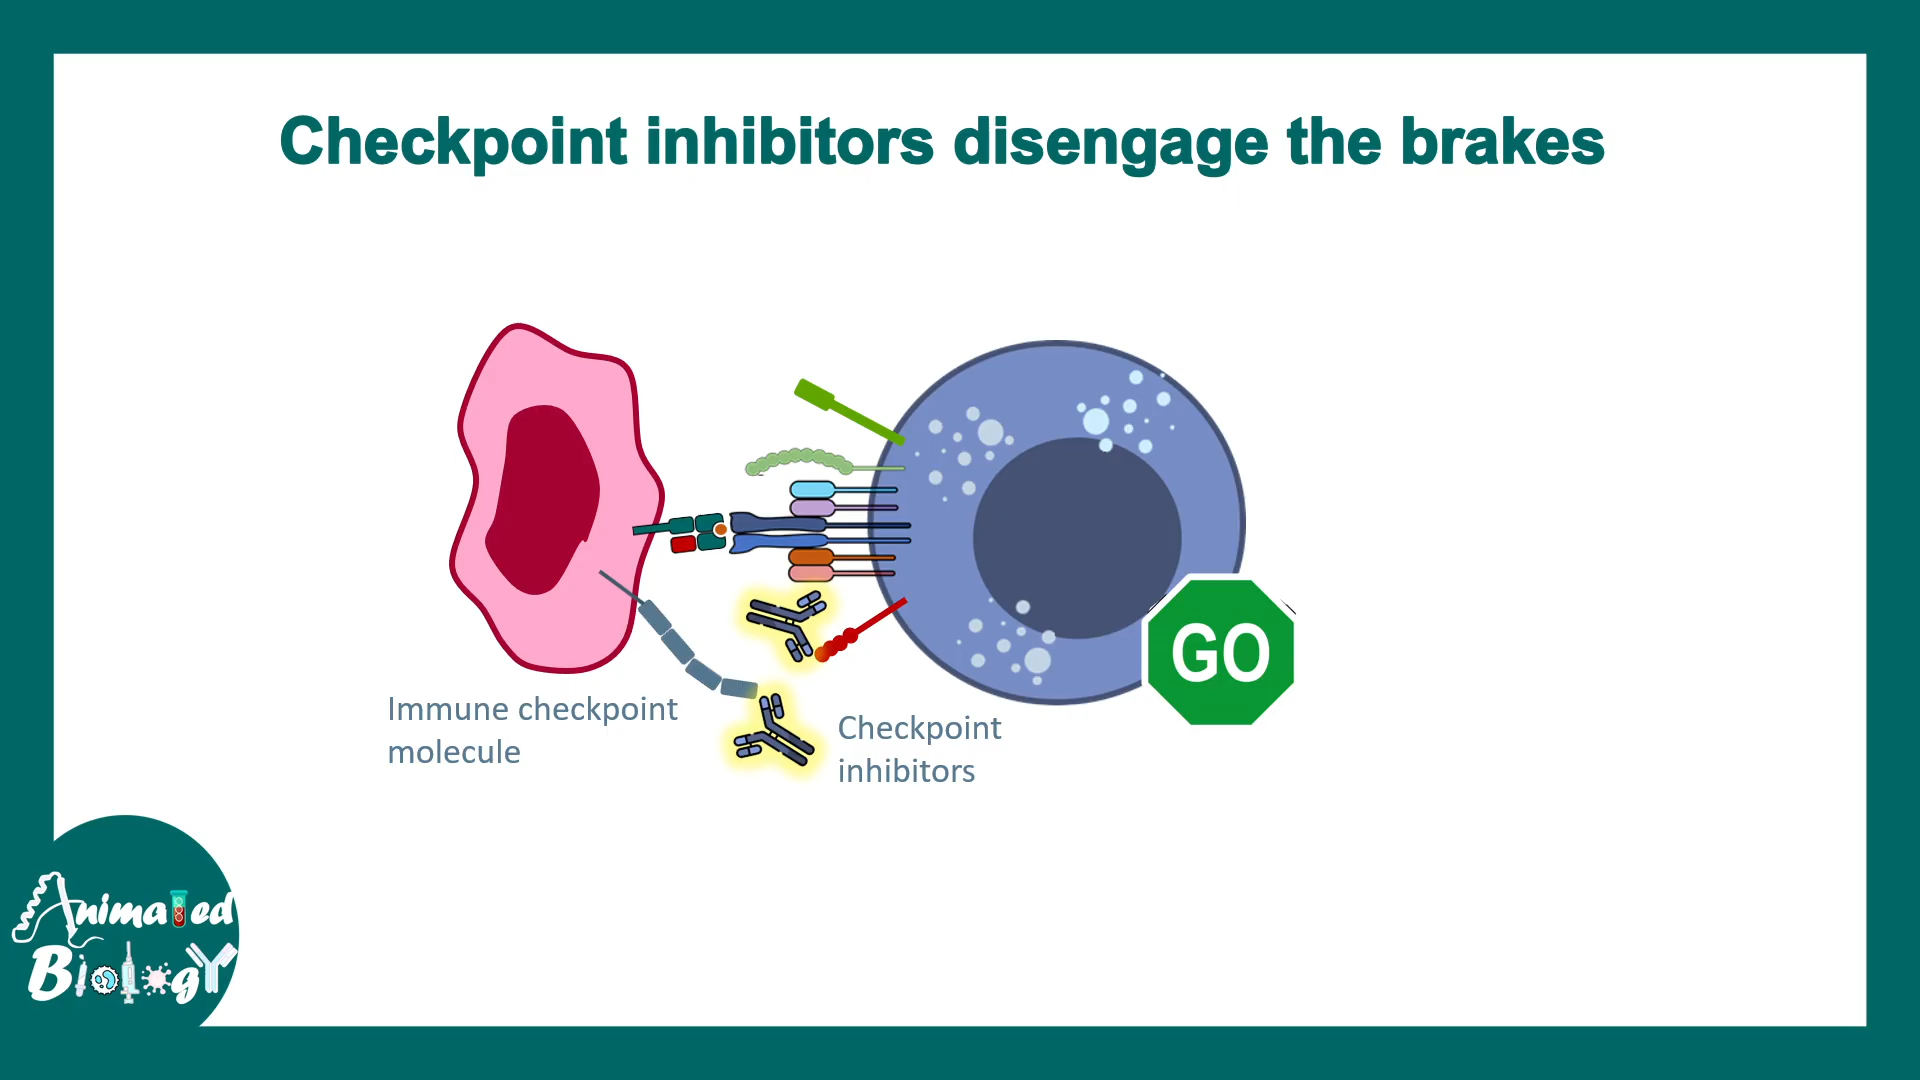 Checkpoint inhibitors disengage the brakes
GO
Immune checkpoint
molecule
Checkpoint
inhibitors
Animated
Biology